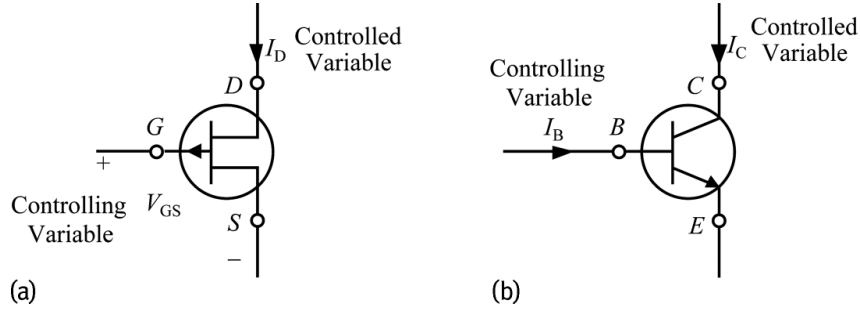 I_D
Controlled
Variable
D
G
+
Controlling
Variable
V_GS
S
−
(a)
I_C
Controlled
Variable
Controlling
Variable
C
I_B
B
E
(b)